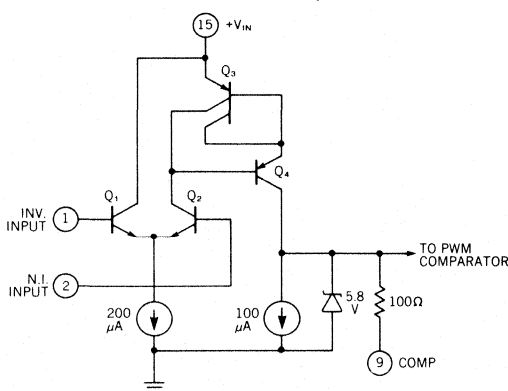 15 +VIN
Q3
Q4
Q1
Q2
INV.
INPUT
1
N.I.
INPUT
2
TO PWM
COMPARATOR
200
µA
100
µA
5.8
V
100Ω
9 COMP